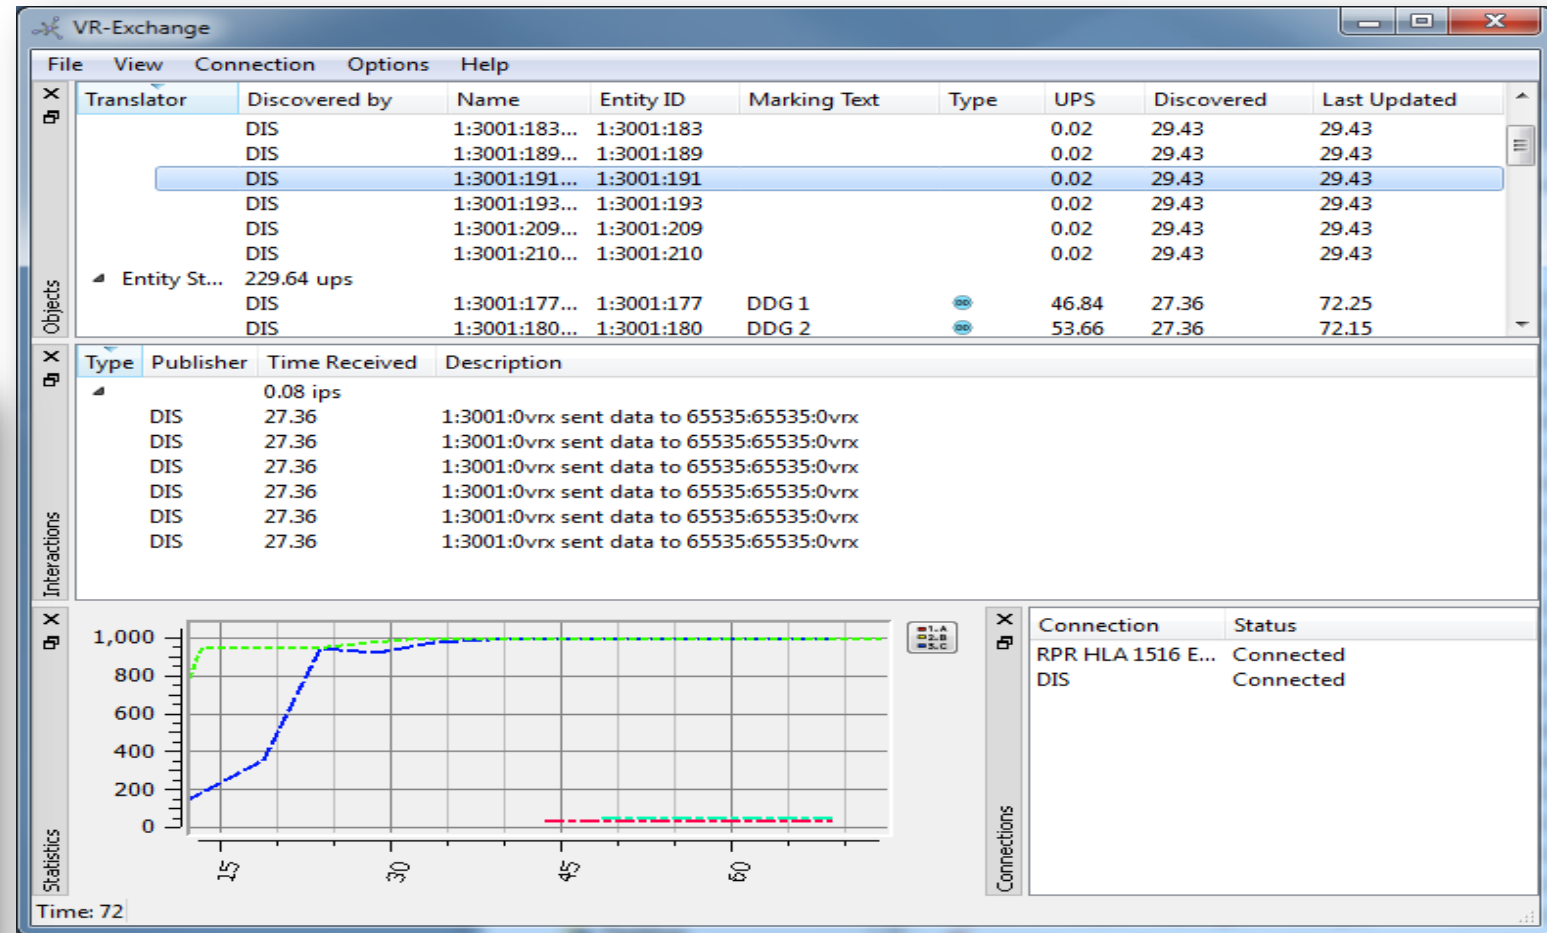 VR-Exchange
File View Connection Options Help
Translator Discovered by Name Entity ID Marking Text Type UPS Discovered Last Updated
DIS 1:3001:183... 1:3001:183 0.02 29.43 29.43
DIS 1:3001:189... 1:3001:189 0.02 29.43 29.43
DIS 1:3001:191... 1:3001:191 0.02 29.43 29.43
DIS 1:3001:193... 1:3001:193 0.02 29.43 29.43
DIS 1:3001:209... 1:3001:209 0.02 29.43 29.43
DIS 1:3001:210... 1:3001:210 0.02 29.43 29.43
Entity St... 229.64 ups
DIS 1:3001:177... 1:3001:177 DDG 1 46.84 27.36 72.25
DIS 1:3001:180... 1:3001:180 DDG 2 53.66 27.36 72.15
Objects
Type Publisher Time Received Description
0.08 ips
DIS 27.36 1:3001:0vrx sent data to 65535:65535:0vrx
DIS 27.36 1:3001:0vrx sent data to 65535:65535:0vrx
DIS 27.36 1:3001:0vrx sent data to 65535:65535:0vrx
DIS 27.36 1:3001:0vrx sent data to 65535:65535:0vrx
DIS 27.36 1:3001:0vrx sent data to 65535:65535:0vrx
DIS 27.36 1:3001:0vrx sent data to 65535:65535:0vrx
Interactions
1,000
800
600
400
200
0
15 30 45 60
1.A
2.B
3.C
Statistics
Connection Status
RPR HLA 1516 E... Connected
DIS Connected
Connections
Time: 72